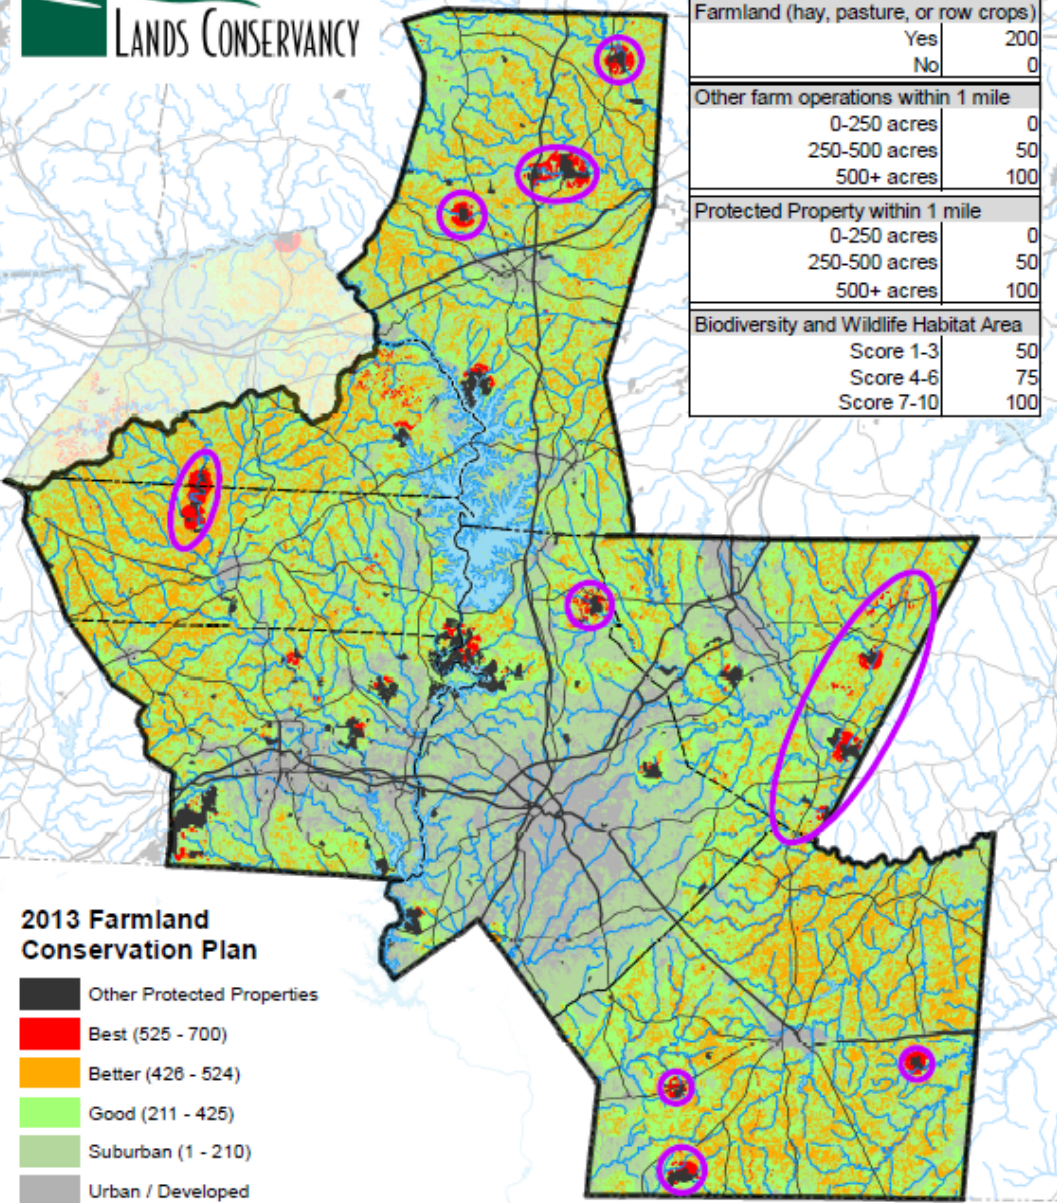 LANDS CONSERVANCY
Farmland (hay, pasture, or row crops)
Yes 200
No 0
Other farm operations within 1 mile
0-250 acres 0
250-500 acres 50
500+ acres 100
Protected Property within 1 mile
0-250 acres 0
250-500 acres 50
500+ acres 100
Biodiversity and Wildlife Habitat Area
Score 1-3 50
Score 4-6 75
Score 7-10 100
2013 Farmland
Conservation Plan
Other Protected Properties
Best (525 - 700)
Better (426 - 524)
Good (211 - 425)
Suburban (1 - 210)
Urban / Developed